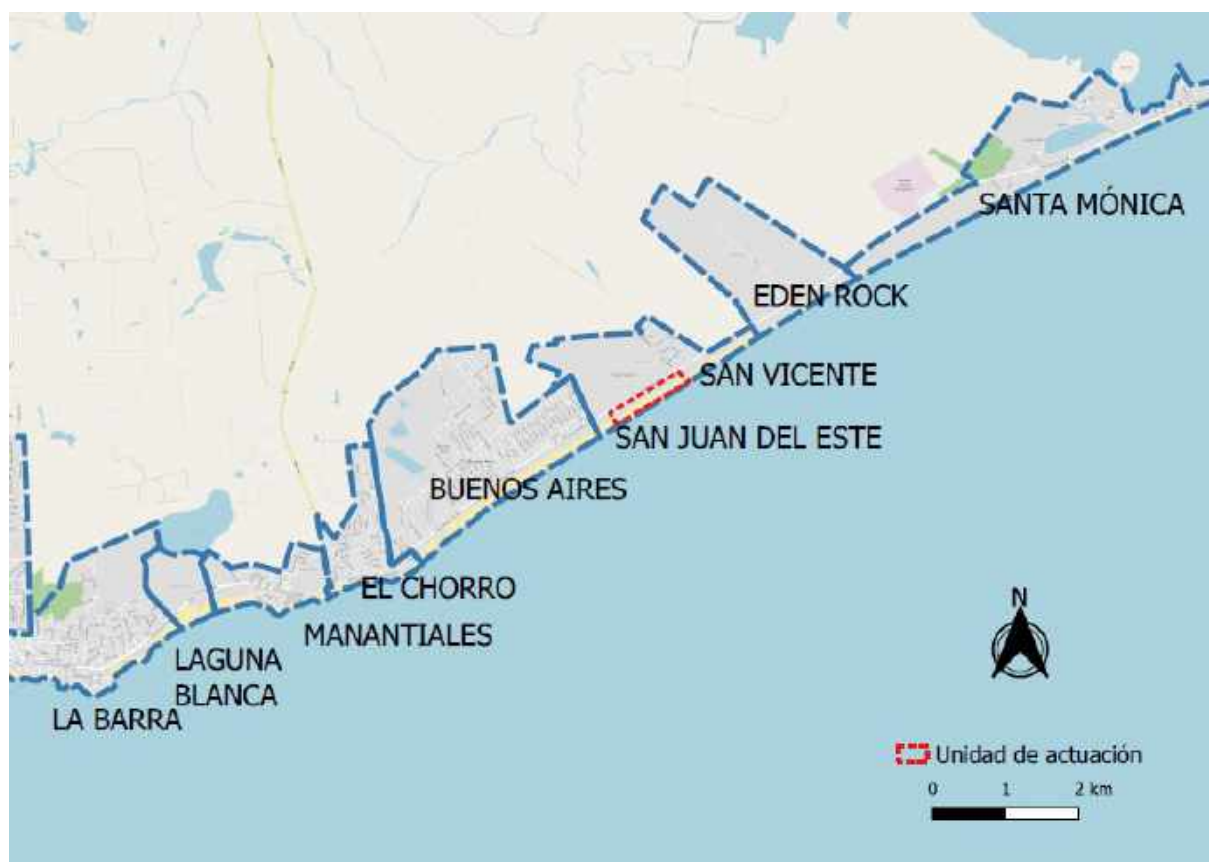 SANTA MÓNICA
EDEN ROCK
SAN VICENTE
SAN JUAN DEL ESTE
BUENOS AIRES
EL CHORRO
MANANTIALES
LAGUNA
BLANCA
LA BARRA
N
Unidad de actuación
0 1 2 km